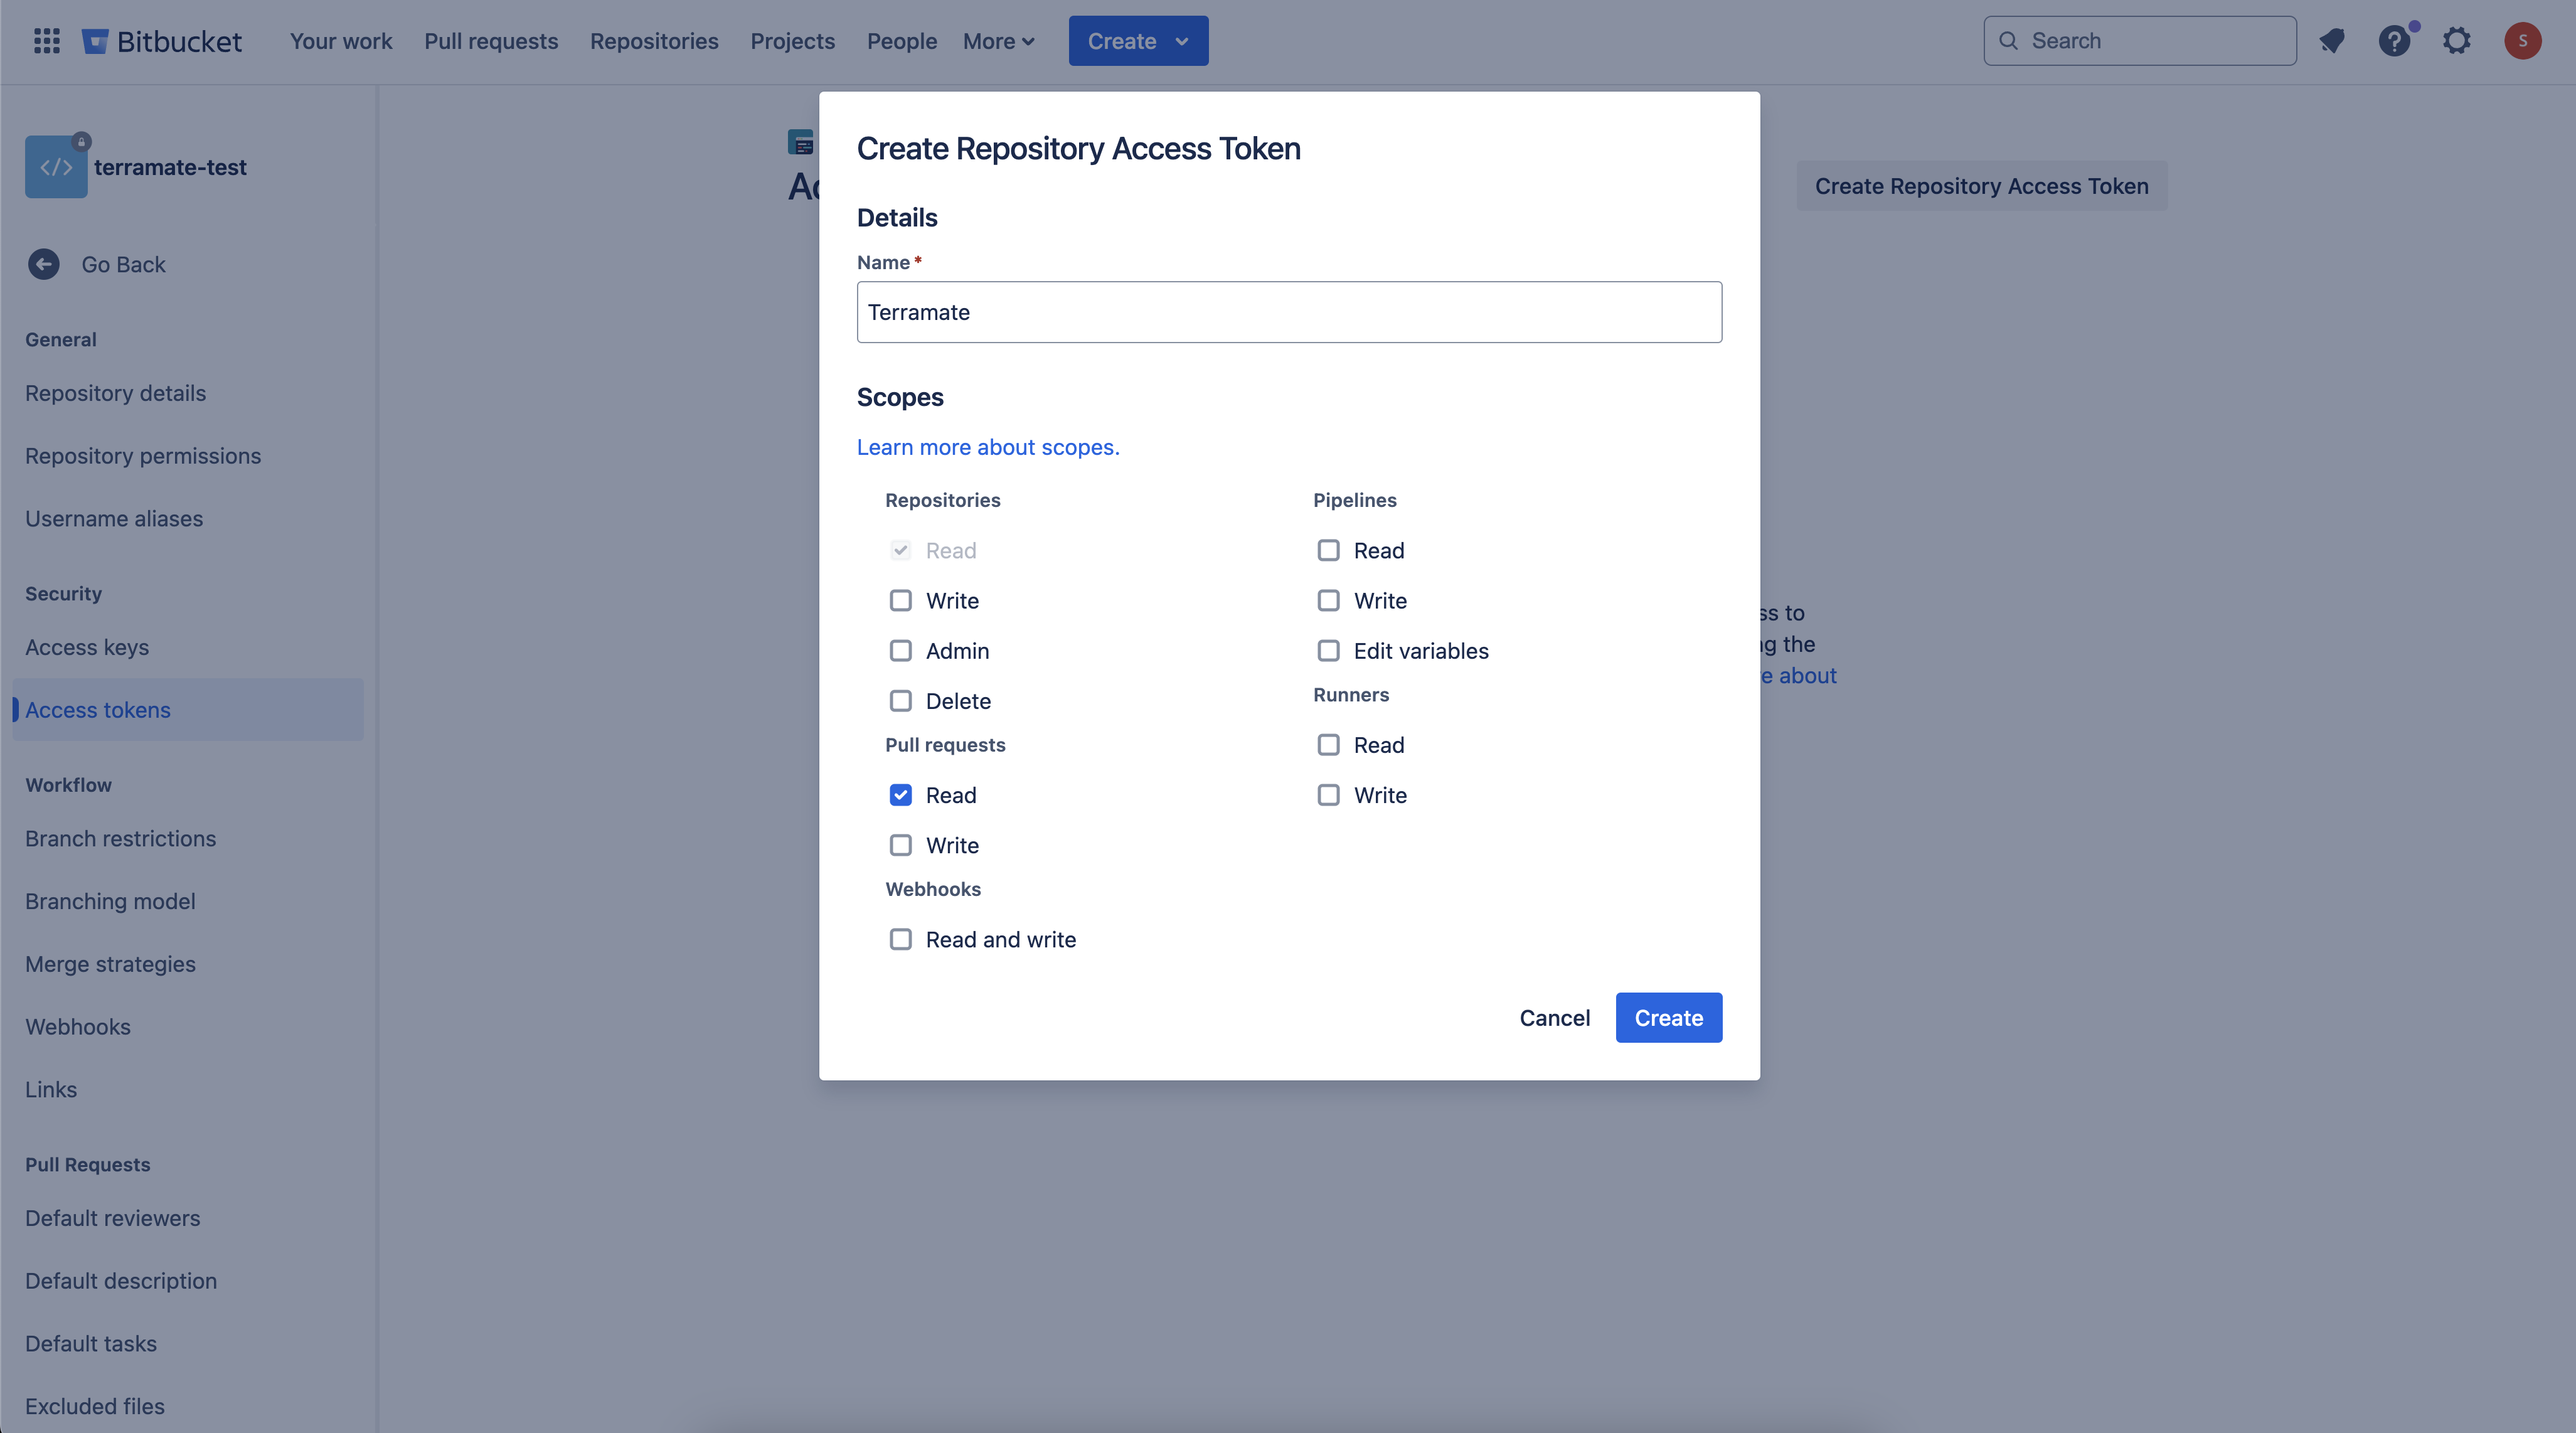 Bitbucket
Your work
Pull requests
Repositories
Projects
People
More
Create
Search
S
terramate-test
Go Back
General
Repository details
Repository permissions
Username aliases
Security
Access keys
Access tokens
Workflow
Branch restrictions
Branching model
Merge strategies
Webhooks
Links
Pull Requests
Default reviewers
Default description
Default tasks
Excluded files
Create Repository Access Token
about
Create Repository Access Token
Details
Name *
Terramate
Scopes
Learn more about scopes.
Repositories
Read
Write
Admin
Delete
Pull requests
Read
Write
Webhooks
Read and write
Pipelines
Read
Write
Edit variables
Runners
Read
Write
Cancel
Create